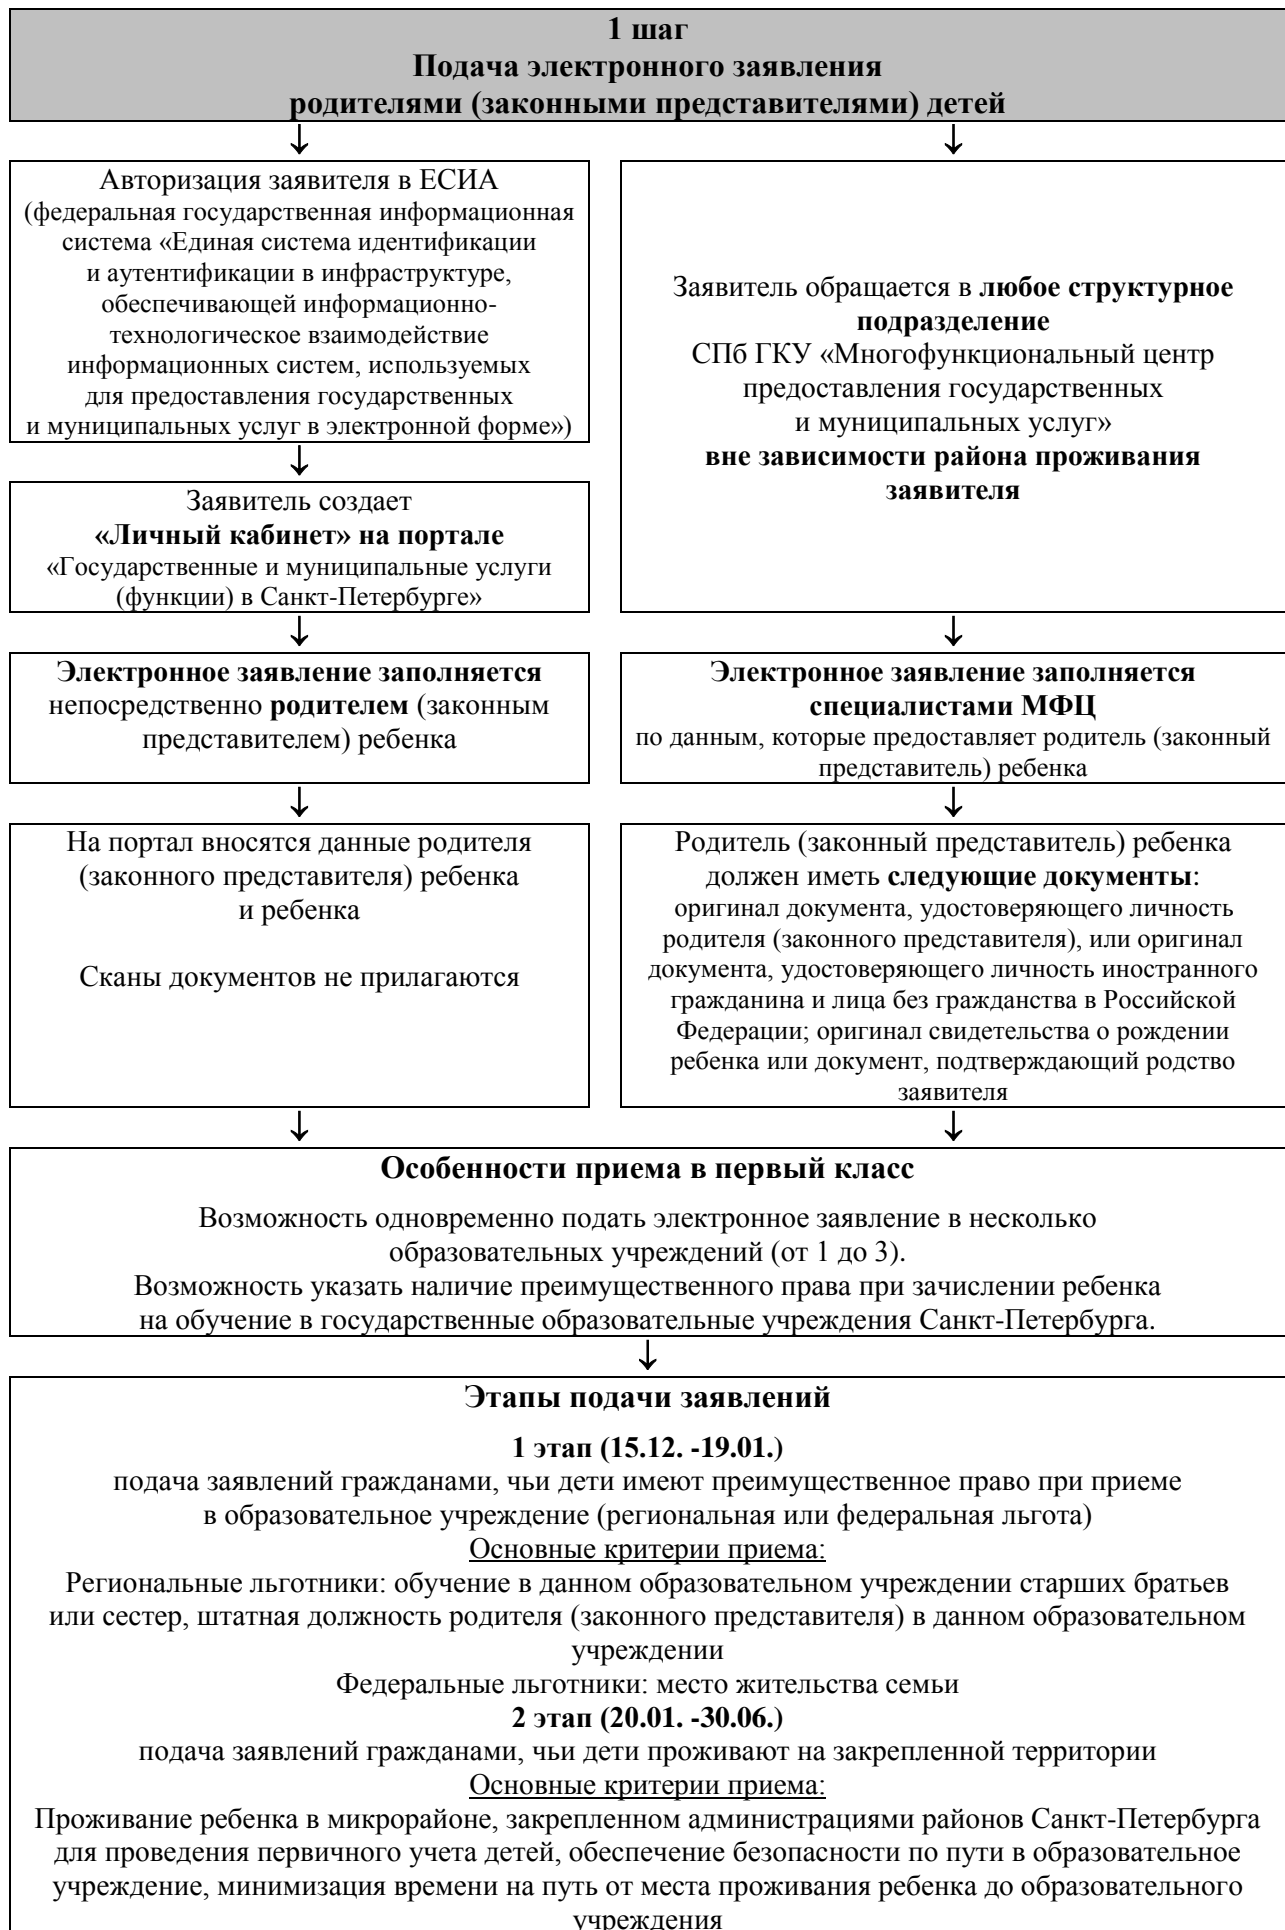 1 шаг
Подача электронного заявления
родителями (законными представителями) детей
Авторизация заявителя в ЕСИА
(федеральная государственная информационная
система «Единая система идентификации
и аутентификации в инфраструктуре,
обеспечивающей информационно-
технологическое взаимодействие
информационных систем, используемых
для предоставления государственных
и муниципальных услуг в электронной форме»)
Заявитель создает
«Личный кабинет» на портале
«Государственные и муниципальные услуги
(функции) в Санкт-Петербурге»
Электронное заявление заполняется
непосредственно родителем (законным
представителем) ребенка
На портал вносятся данные родителя
(законного представителя) ребенка
и ребенка
Сканы документов не прилагаются
Заявитель обращается в любое структурное
подразделение
СПб ГКУ «Многофункциональный центр
предоставления государственных
и муниципальных услуг»
вне зависимости района проживания
заявителя
Электронное заявление заполняется
специалистами МФЦ
по данным, которые предоставляет родитель (законный
представитель) ребенка
Родитель (законный представитель) ребенка
должен иметь следующие документы:
оригинал документа, удостоверяющего личность
родителя (законного представителя), или оригинал
документа, удостоверяющего личность иностранного
гражданина и лица без гражданства в Российской
Федерации; оригинал свидетельства о рождении
ребенка или документ, подтверждающий родство
заявителя
Особенности приема в первый класс
Возможность одновременно подать электронное заявление в несколько
образовательных учреждений (от 1 до 3).
Возможность указать наличие преимущественного права при зачислении ребенка
на обучение в государственные образовательные учреждения Санкт-Петербурга.
Этапы подачи заявлений
1 этап (15.12. -19.01.)
подача заявлений гражданами, чьи дети имеют преимущественное право при приеме
в образовательное учреждение (региональная или федеральная льгота)
Основные критерии приема:
Региональные льготники: обучение в данном образовательном учреждении старших братьев
или сестер, штатная должность родителя (законного представителя) в данном образовательном
учреждении
Федеральные льготники: место жительства семьи
2 этап (20.01. -30.06.)
подача заявлений гражданами, чьи дети проживают на закрепленной территории
Основные критерии приема:
Проживание ребенка в микрорайоне, закрепленном администрациями районов Санкт-Петербурга
для проведения первичного учета детей, обеспечение безопасности по пути в образовательное
учреждение, минимизация времени на путь от места проживания ребенка до образовательного
учреждения